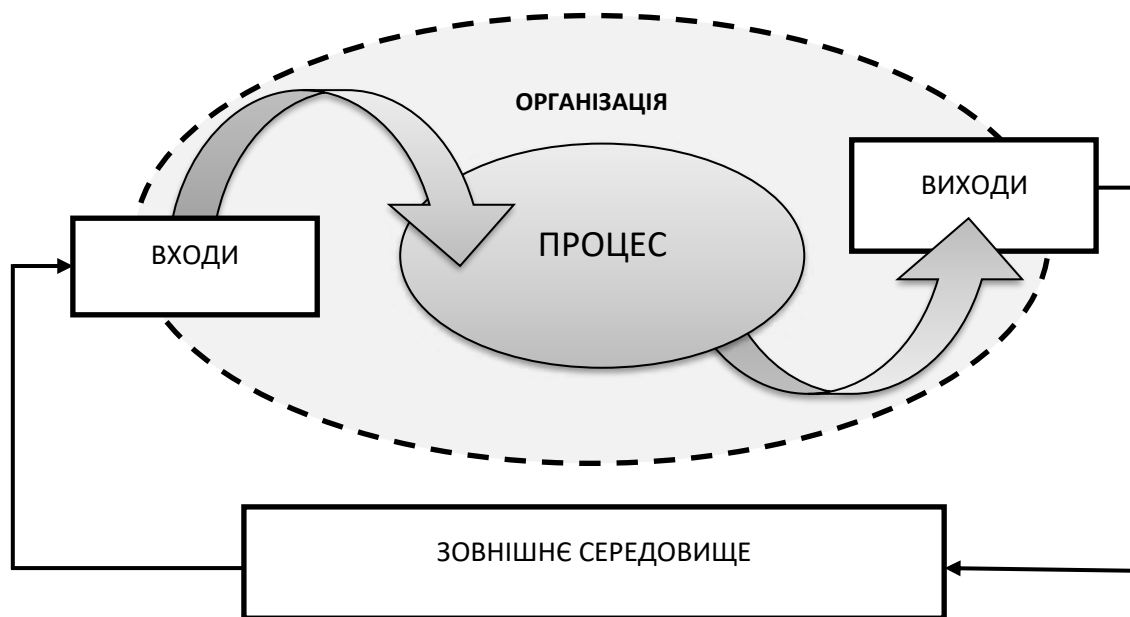 ОРГАНІЗАЦІЯ
ВИХОДИ
ВХОДИ
ПРОЦЕС
ЗОВНІШНЄ СЕРЕДОВИЩЕ